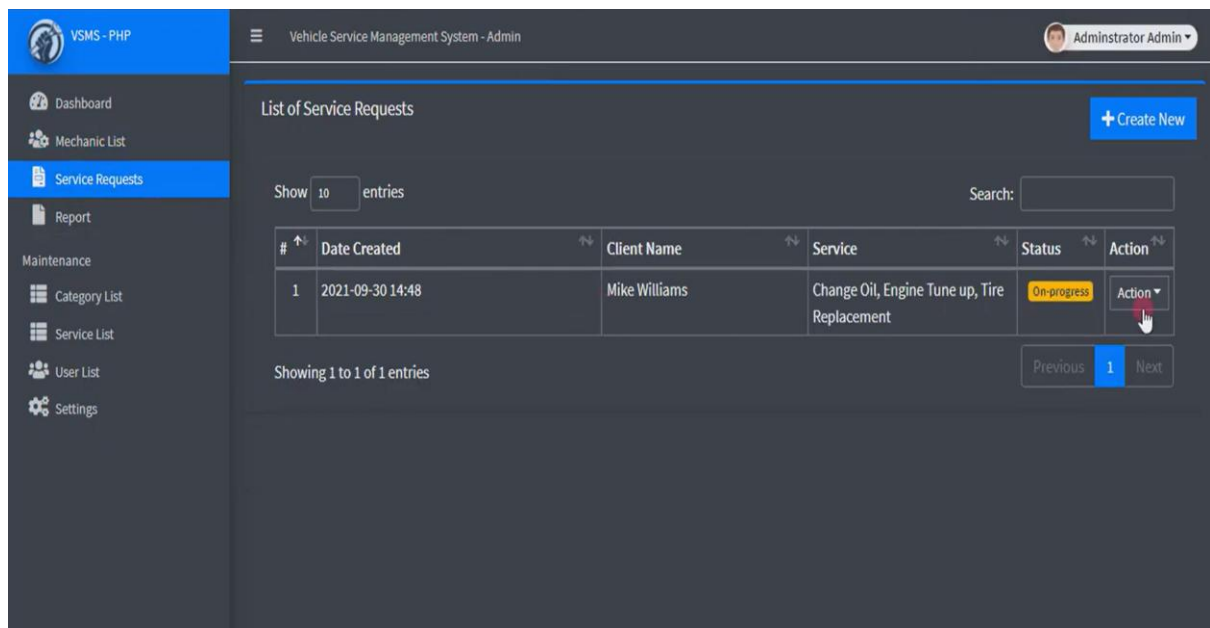 VSMS - PHP
Vehicle Service Management System - Admin
Adminstrator Admin
Dashboard
Mechanic List
Service Requests
Report
Maintenance
Category List
Service List
User List
Settings
List of Service Requests
Create New
Show 10 entries
Search:
# Date Created Client Name Service Status Action
1 2021-09-30 14:48 Mike Williams Change Oil, Engine Tune up, Tire On-progress Action
Replacement
Showing 1 to 1 of 1 entries
Previous 1 Next